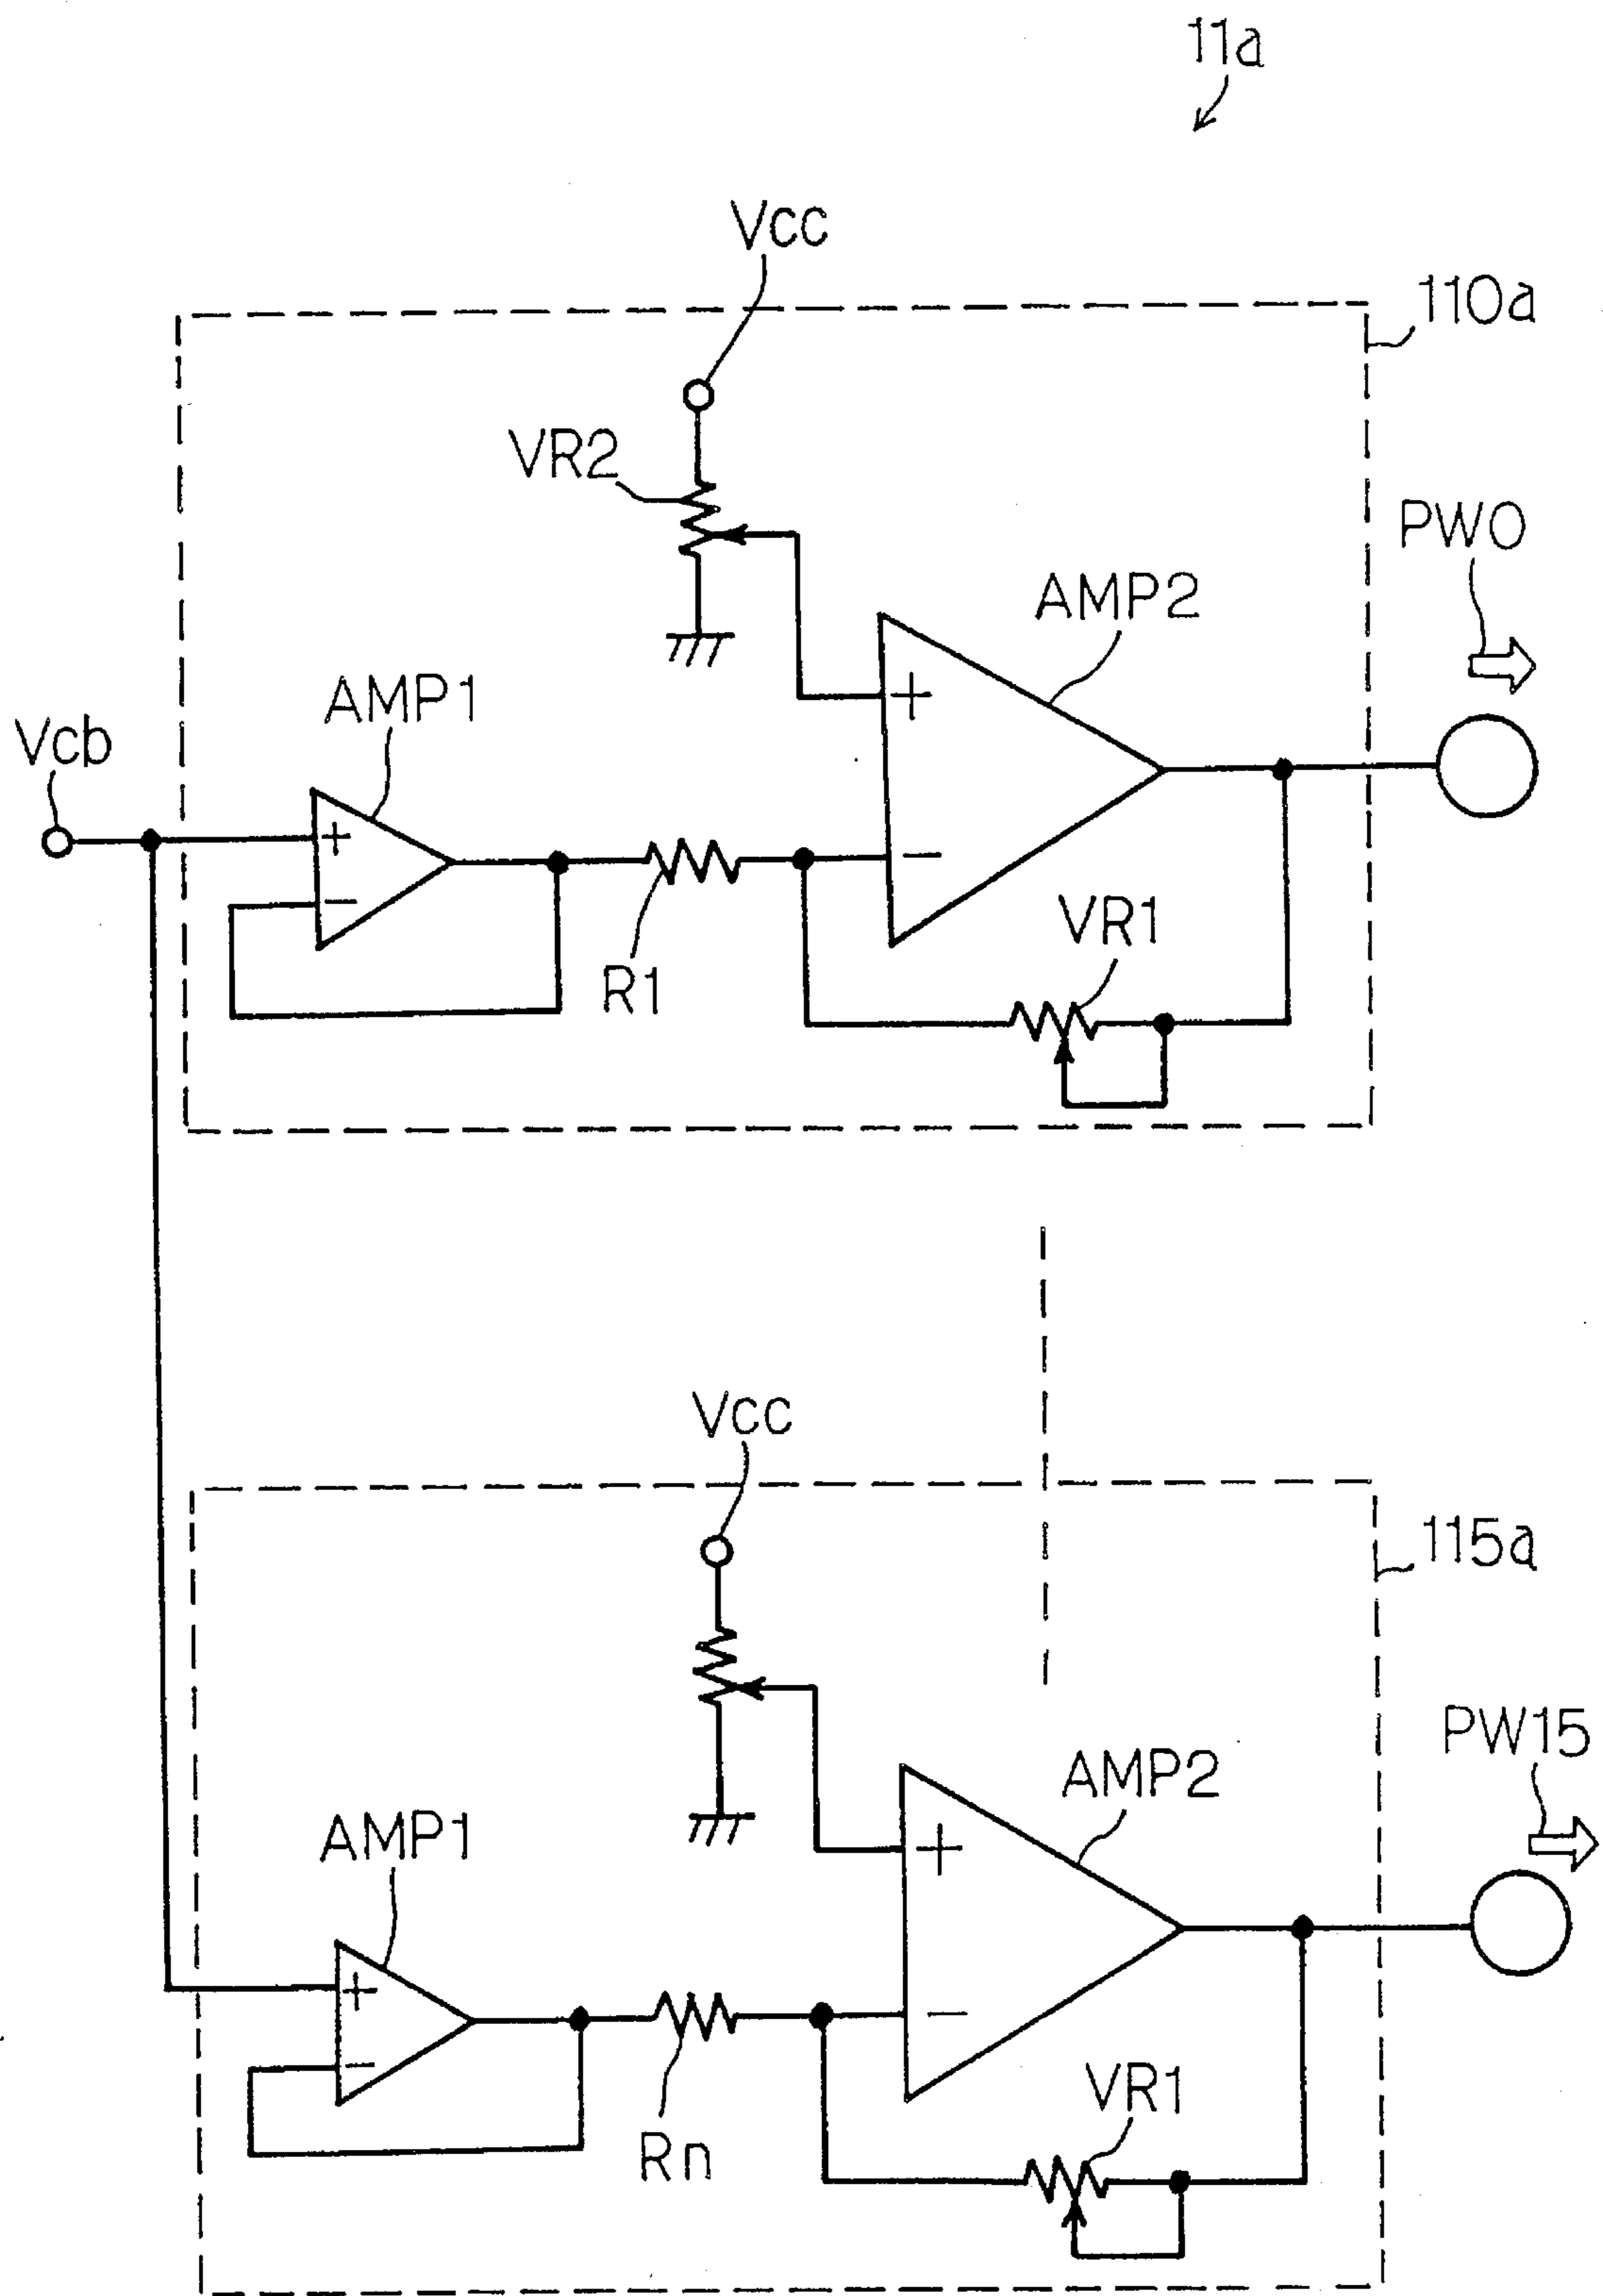 11a
Vcc
110a
VR2
PW0
AMP2
AMP1
Vcb
+
+
−
−
VR1
R1
Vcc
115a
PW15
AMP2
AMP1
+
+
−
−
VR1
Rn